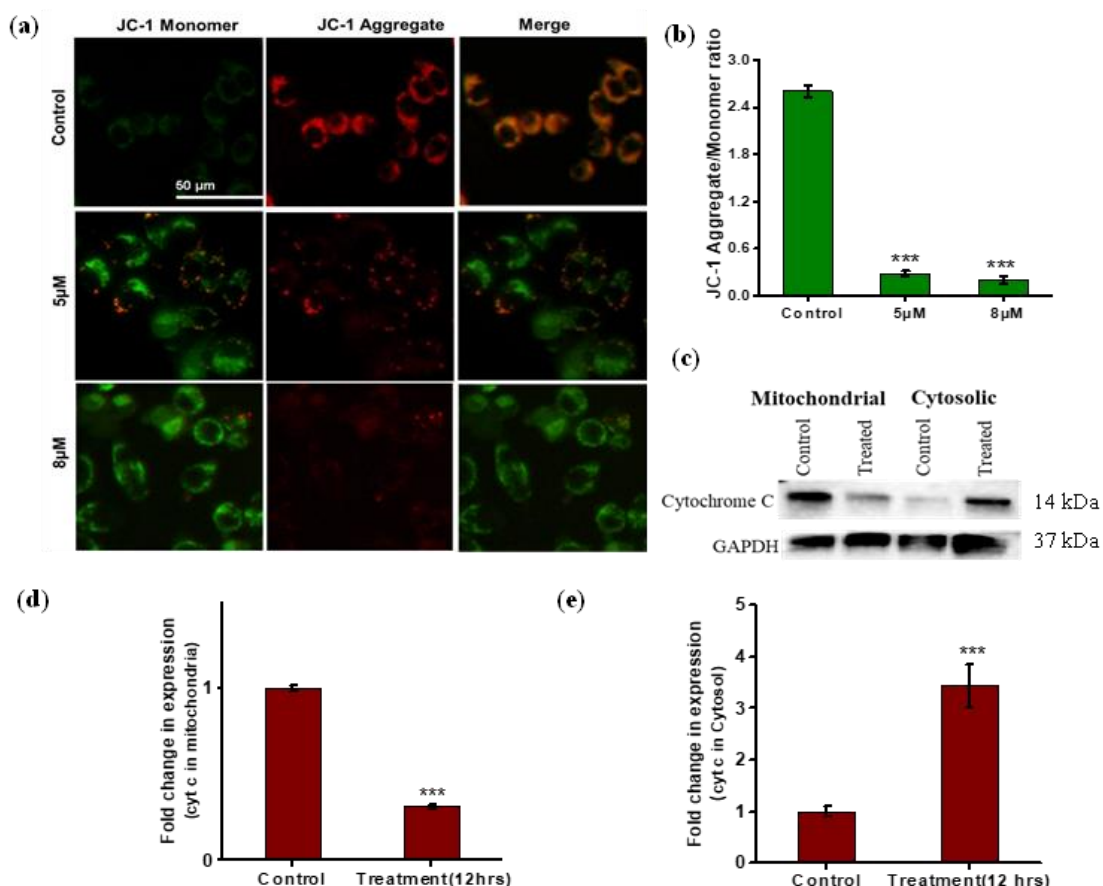 (a)
JC-1 Monomer JC-1 Aggregate Merge
Control
50 µm
5µM
8µM
(b)
JC-1 Aggregate/Monomer ratio
3.0
2.4
1.8
1.2
0.6
0.0
*** ***
Control 5µM 8µM
(c)
Mitochondrial Cytosolic
Control Treated Control Treated
Cytochrome C 14 kDa
GAPDH 37 kDa
(d)
Fold change in expression
(cyt c in mitochondria)
1
0
***
Control Treatment(12hrs)
(e)
Fold change in expression
(cyt c in Cytosol)
5
4
3
2
1
0
***
Control Treatment(12 hrs)